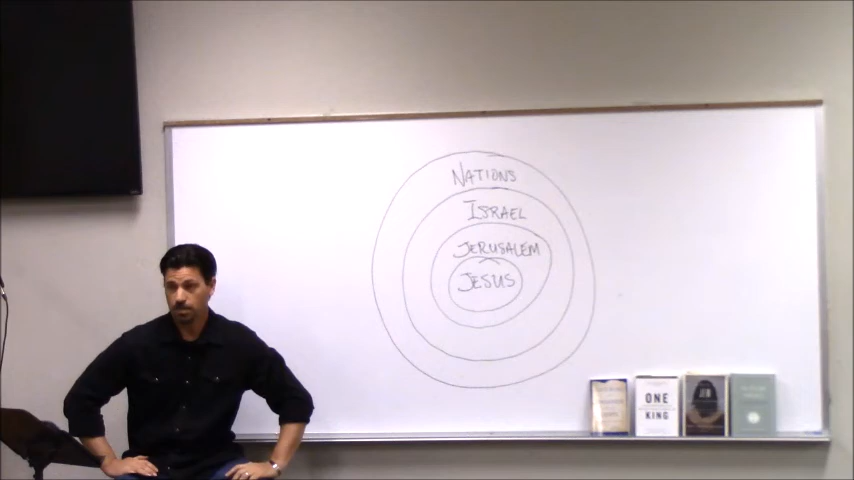 NATIONS
ISRAEL
JERUSALEM
JESUS
ONE
KING